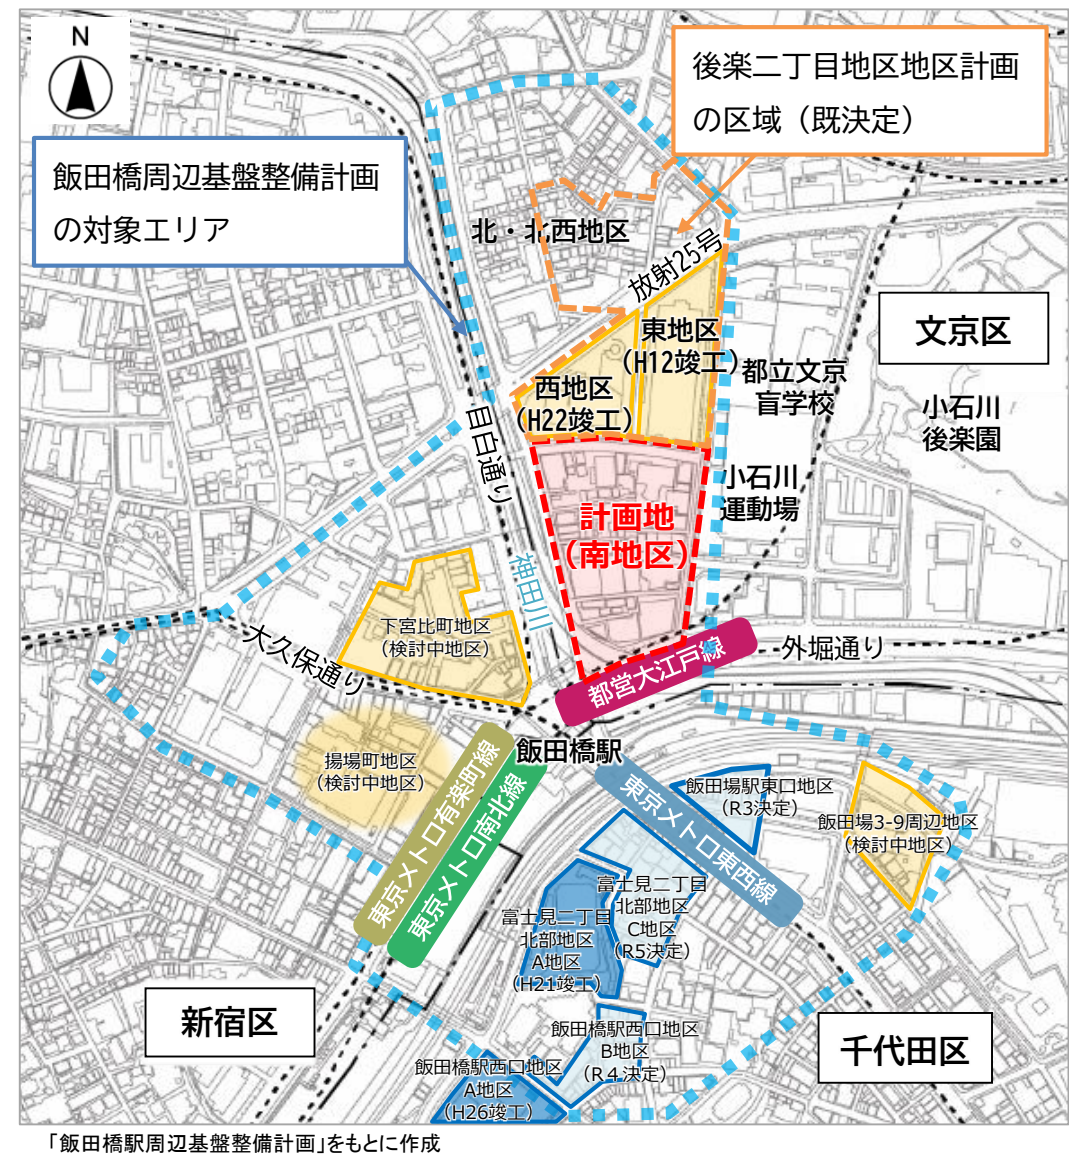 N
後楽二丁目地区地区計画
の区域（既決定）
飯田橋周辺基盤整備計画
の対象エリア
北・北西地区
放射25号
東地区
（H12竣工）
西地区
（H22竣工）
都立文京
盲学校
文京区
小石川
後楽園
目白通り
小石川
運動場
計画地
（南地区）
神田川
下宮比町地区
（検討中地区）
大久保通り
都営大江戸線
外堀通り
飯田橋駅
揚場町地区
（検討中地区）
東京メトロ有楽町線
東京メトロ南北線
東京メトロ東西線
飯田場駅東口地区
（R3決定）
飯田場3-9周辺地区
（検討中地区）
富士見二丁目
北部地区
C地区
（R5決定）
富士見二丁目
北部地区
A地区
（H21竣工）
飯田橋駅西口地区
B地区
（R４決定）
飯田橋駅西口地区
A地区
（H26竣工）
新宿区
千代田区
「飯田橋駅周辺基盤整備計画」をもとに作成